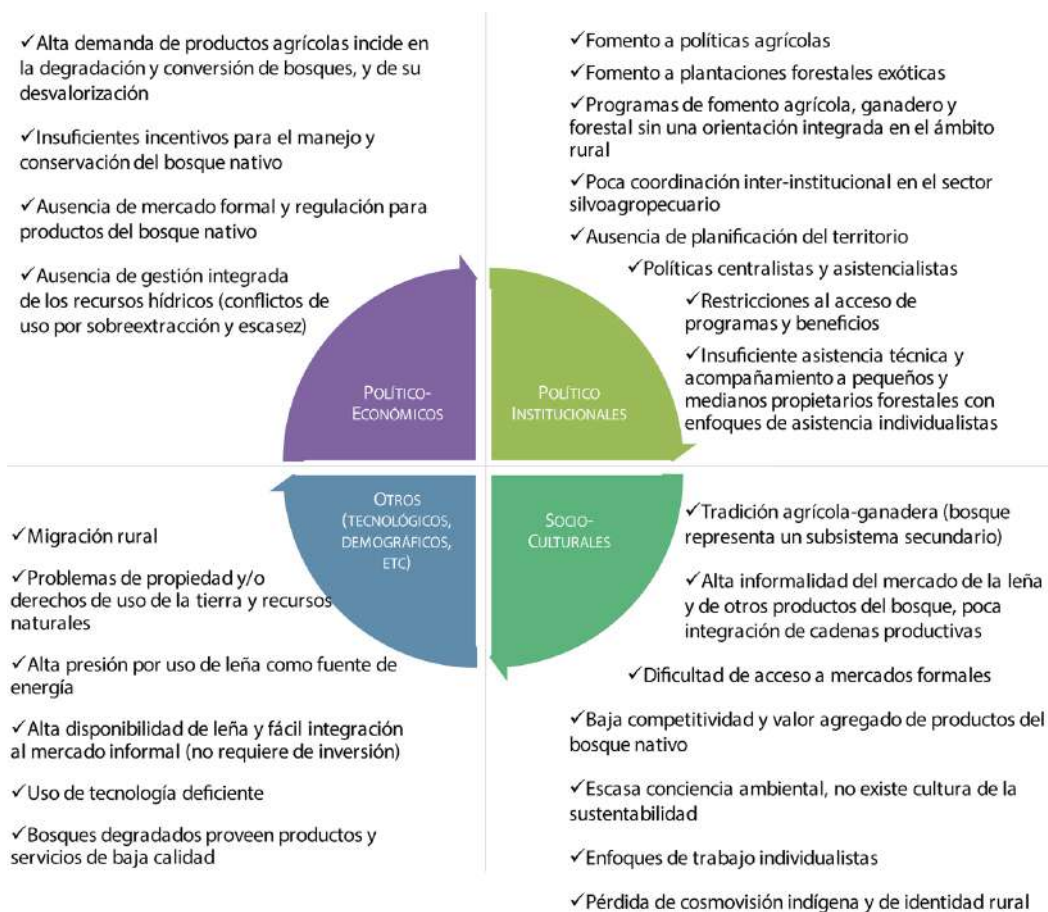 ✓Alta demanda de productos agrícolas incide en
la degradación y conversión de bosques, y de su
desvalorización
✓Insuficientes incentivos para el manejo y
conservación del bosque nativo
✓Ausencia de mercado formal y regulación para
productos del bosque nativo
✓Ausencia de gestión integrada
de los recursos hídricos (conflictos de
uso por sobreextracción y escasez)
✓Fomento a políticas agrícolas
✓Fomento a plantaciones forestales exóticas
✓Programas de fomento agrícola, ganadero y
forestal sin una orientación integrada en el ámbito
rural
✓Poca coordinación inter-institucional en el sector
silvoagropecuario
✓Ausencia de planificación del territorio
✓Políticas centralistas y asistencialistas
✓Restricciones al acceso de
programas y beneficios
✓Insuficiente asistencia técnica y
acompañamiento a pequeños y
medianos propietarios forestales con
enfoques de asistencia individualistas
POLÍTICO-
ECONÓMICOS
POLÍTICO
INSTITUCIONALES
OTROS
(TECNOLÓGICOS,
DEMOGRÁFICOS,
ETC)
SOCIO-
CULTURALES
✓Migración rural
✓Problemas de propiedad y/o
derechos de uso de la tierra y recursos
naturales
✓Alta presión por uso de leña como fuente de
energía
✓Alta disponibilidad de leña y fácil integración
al mercado informal (no requiere de inversión)
✓Uso de tecnología deficiente
✓Bosques degradados proveen productos y
servicios de baja calidad
✓Tradición agrícola-ganadera (bosque
representa un subsistema secundario)
✓Alta informalidad del mercado de la leña
y de otros productos del bosque, poca
integración de cadenas productivas
✓Dificultad de acceso a mercados formales
✓Baja competitividad y valor agregado de productos del
bosque nativo
✓Escasa conciencia ambiental, no existe cultura de la
sustentabilidad
✓Enfoques de trabajo individualistas
✓Pérdida de cosmovisión indígena y de identidad rural